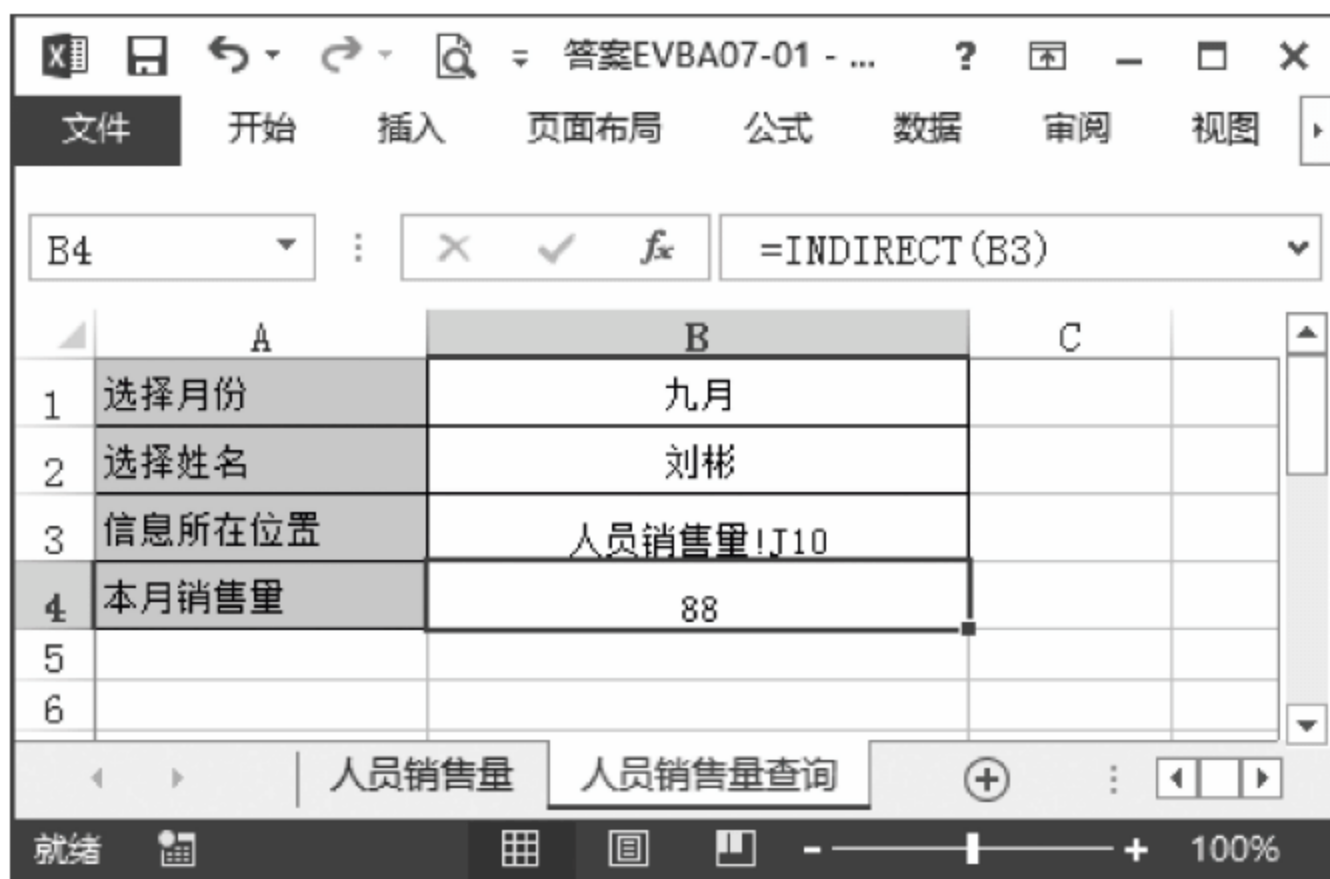 答案EVBA07-01 - ... ?
文件 开始 插入 页面布局 公式 数据 审阅 视图
B4 fx =INDIRECT(B3)
A B C
1 选择月份 九月
2 选择姓名 刘彬
3 信息所在位置 人员销售量!J10
4 本月销售量 88
5
6
人员销售量 人员销售量查询
就绪 100%